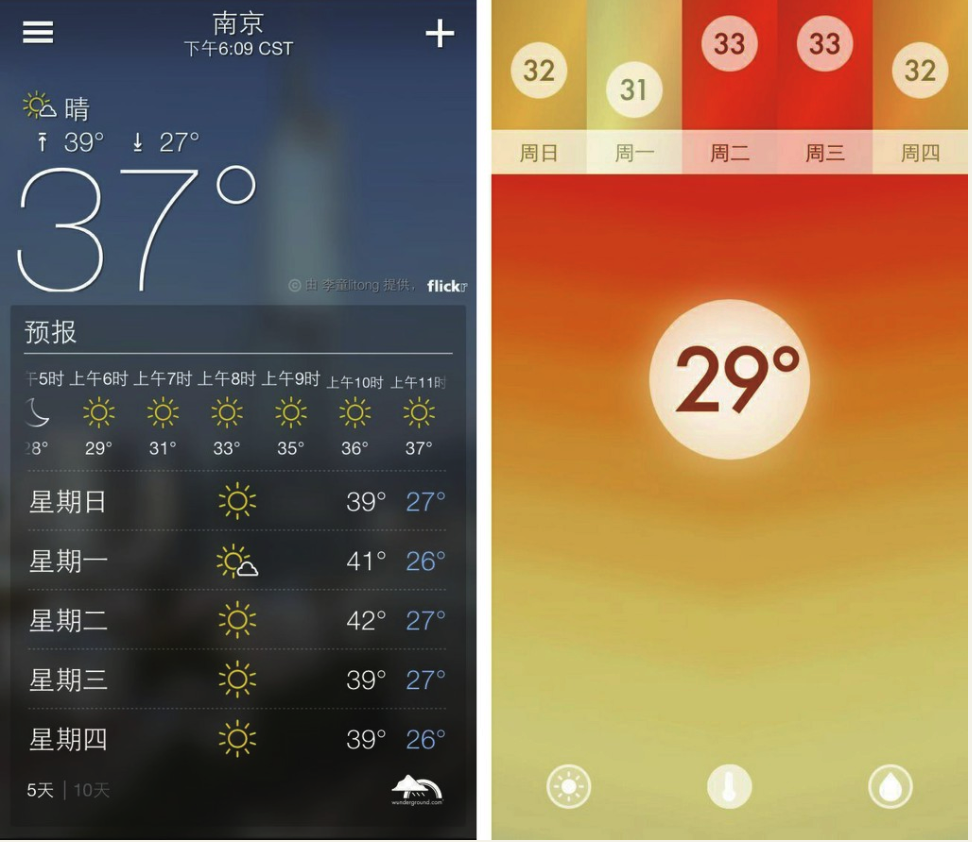 南京
下午6:09 CST
晴
39° 27°
37°
© 由 李童litong 提供， flickr
预报
午5时 上午6时 上午7时 上午8时 上午9时 上午10时 上午11时
28° 29° 31° 33° 35° 36° 37°
星期日 39° 27°
星期一 41° 26°
星期二 42° 27°
星期三 39° 27°
星期四 39° 26°
5天 | 10天
wunderground.com
32 31 33 33 32
周日 周一 周二 周三 周四
29°